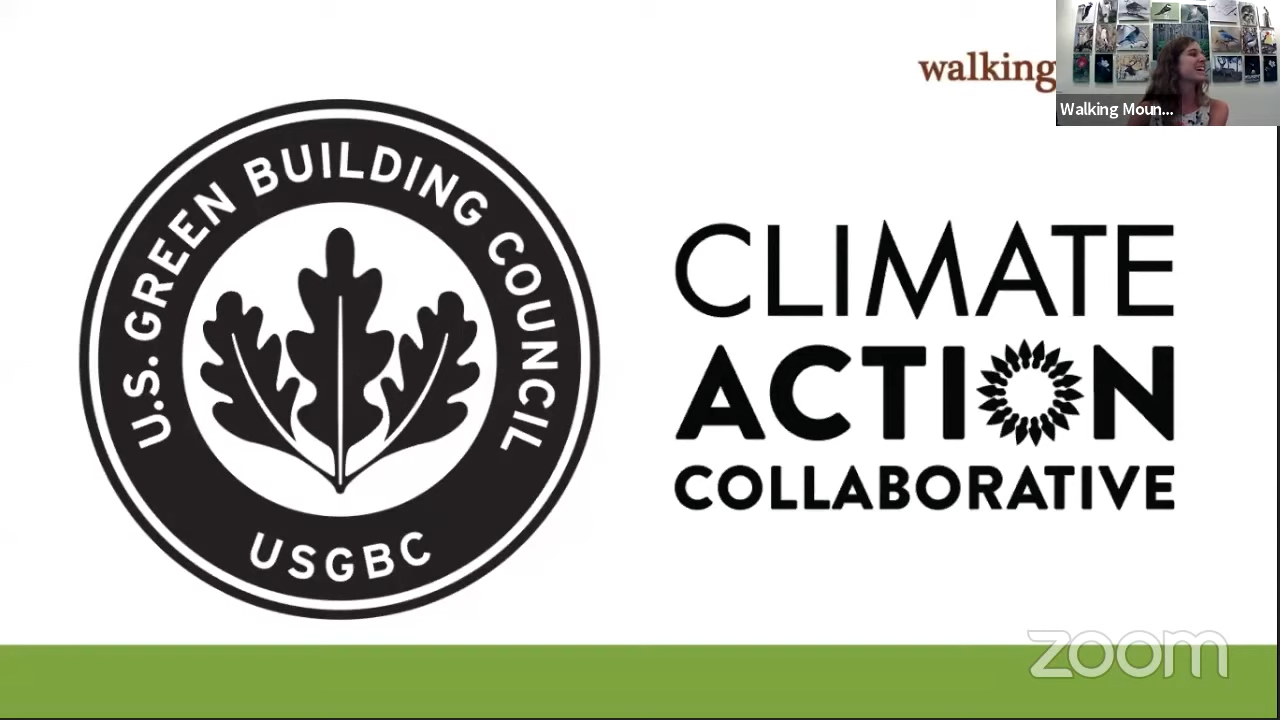 walking
Walking Moun...
U.S. GREEN BUILDING COUNCIL
USGBC
CLIMATE
ACTION
COLLABORATIVE
zoom